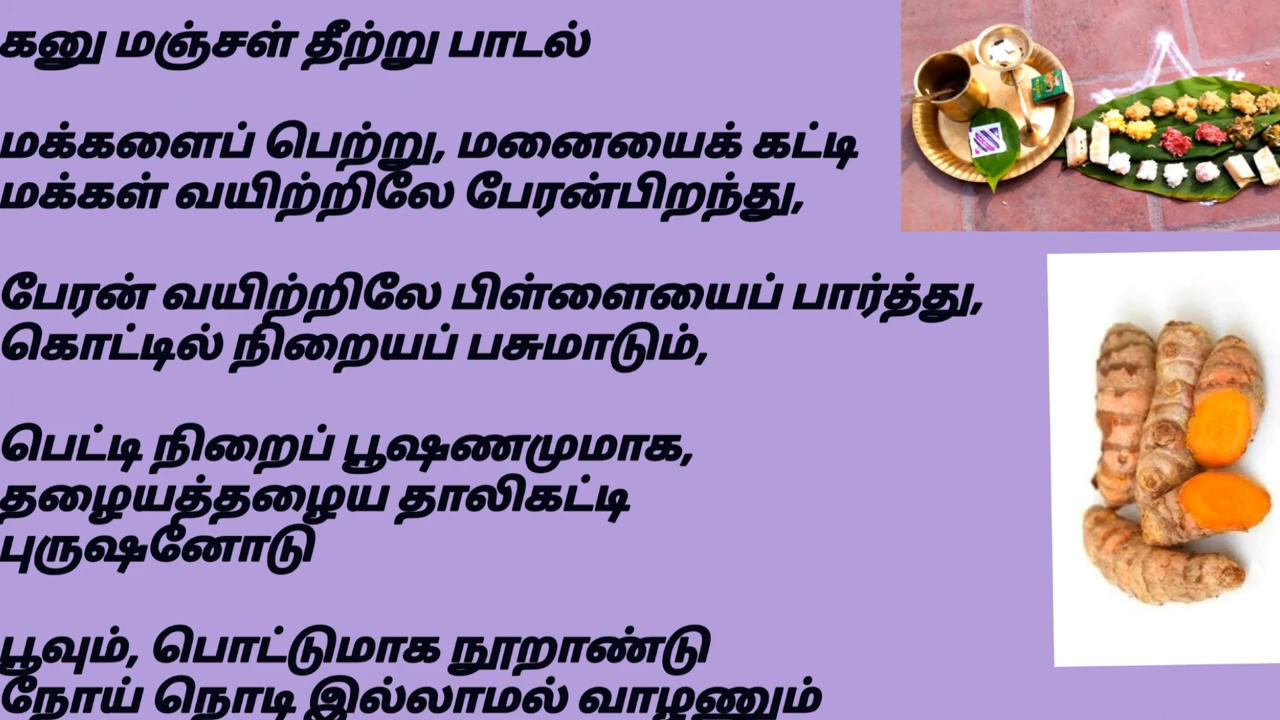 கனு மஞ்சள் தீற்று பாடல்
மக்களைப் பெற்று, மனையைக் கட்டி
மக்கள் வயிற்றிலே பேரன்பிறந்து,
பேரன் வயிற்றிலே பிள்ளையைப் பார்த்து,
கொட்டில் நிறையப் பசுமாடும்,
பெட்டி நிறைப் பூஷணமுமாக,
தழையத்தழைய தாலிகட்டி
புருஷனோடு
பூவும், பொட்டுமாக நூறாண்டு
நோய் நொடி இல்லாமல் வாழணும்